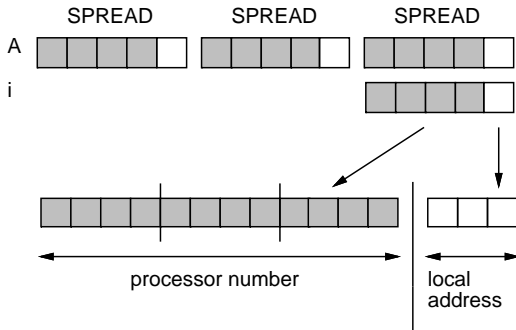 SPREAD SPREAD SPREAD
A
i
processor number
local
address